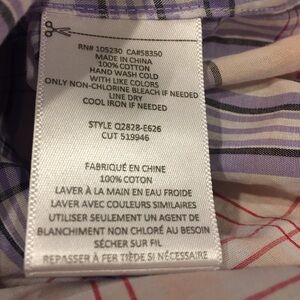 RN# 105230 CA#58350
MADE IN CHINA
100% COTTON
HAND WASH COLD
WITH LIKE COLORS
ONLY NON-CHLORINE BLEACH IF NEEDED
LINE DRY
COOL IRON IF NEEDED
STYLE Q2828-E626
CUT 519946
FABRIQUÉ EN CHINE
100% COTON
LAVER À LA MAIN EN EAU FROIDE
LAVER AVEC COULEURS SIMILAIRES
UTILISER SEULEMENT UN AGENT DE
BLANCHIMENT NON CHLORÉ AU BESOIN
SÉCHER SUR FIL
REPASSER À FER TIÈDE SI NÉCESSAIRE